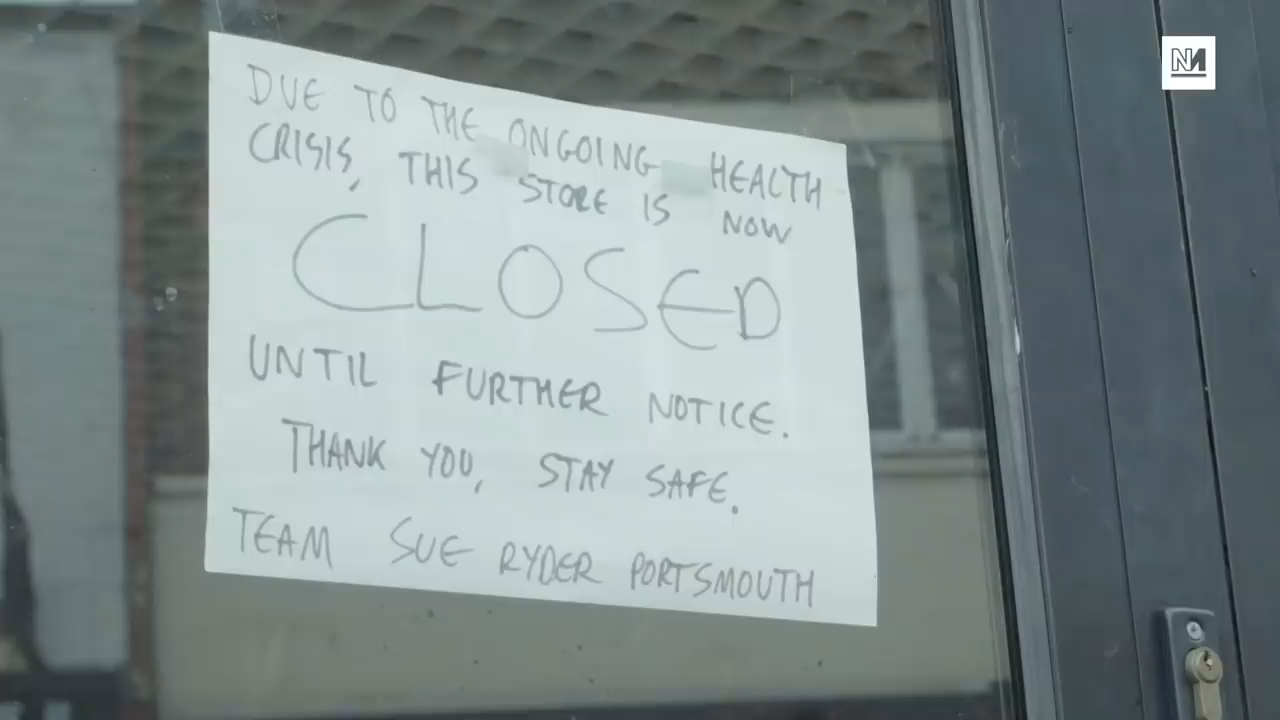 DUE TO THE ONGOING HEALTH
CRISIS, THIS STORE IS NOW
CLOSED
UNTIL FURTHER NOTICE.
THANK YOU, STAY SAFE.
TEAM SUE RYDER PORTSMOUTH